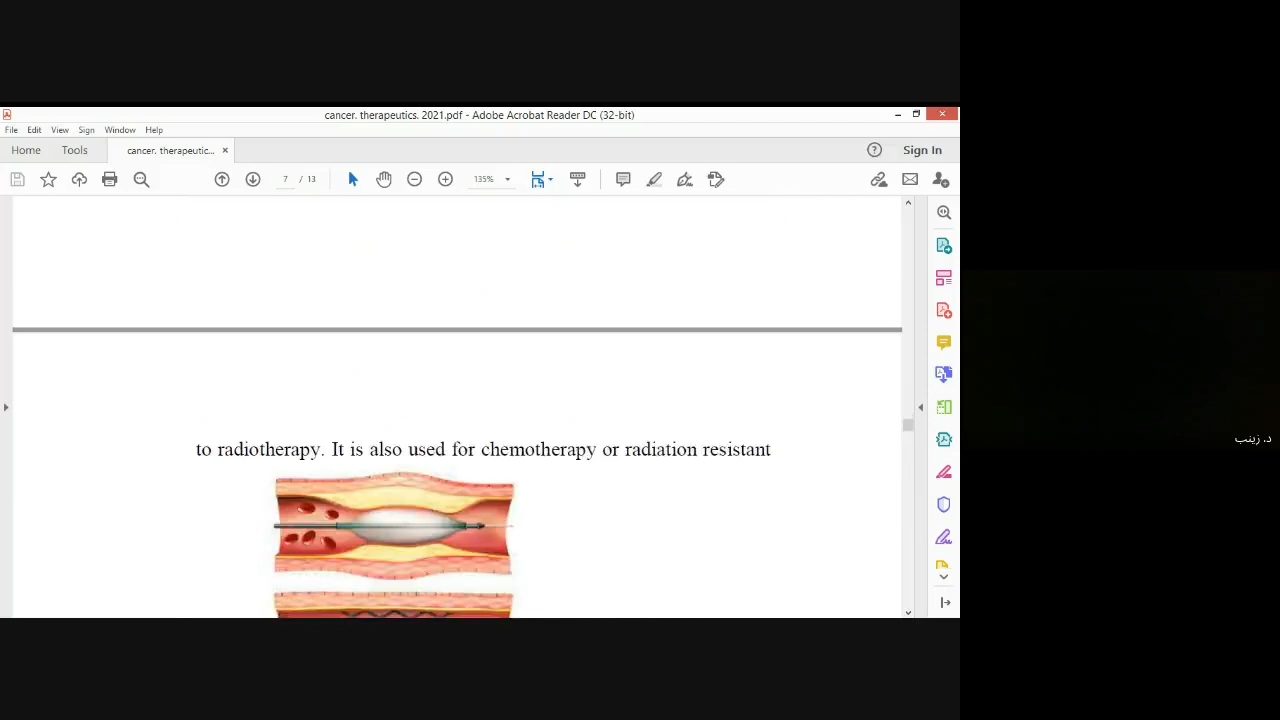 cancer. therapeutics. 2021.pdf - Adobe Acrobat Reader DC (32-bit)
File Edit View Sign Window Help
Home Tools cancer. therapeutic... ×
Sign In
7 / 13
135%
to radiotherapy. It is also used for chemotherapy or radiation resistant
د. زينب